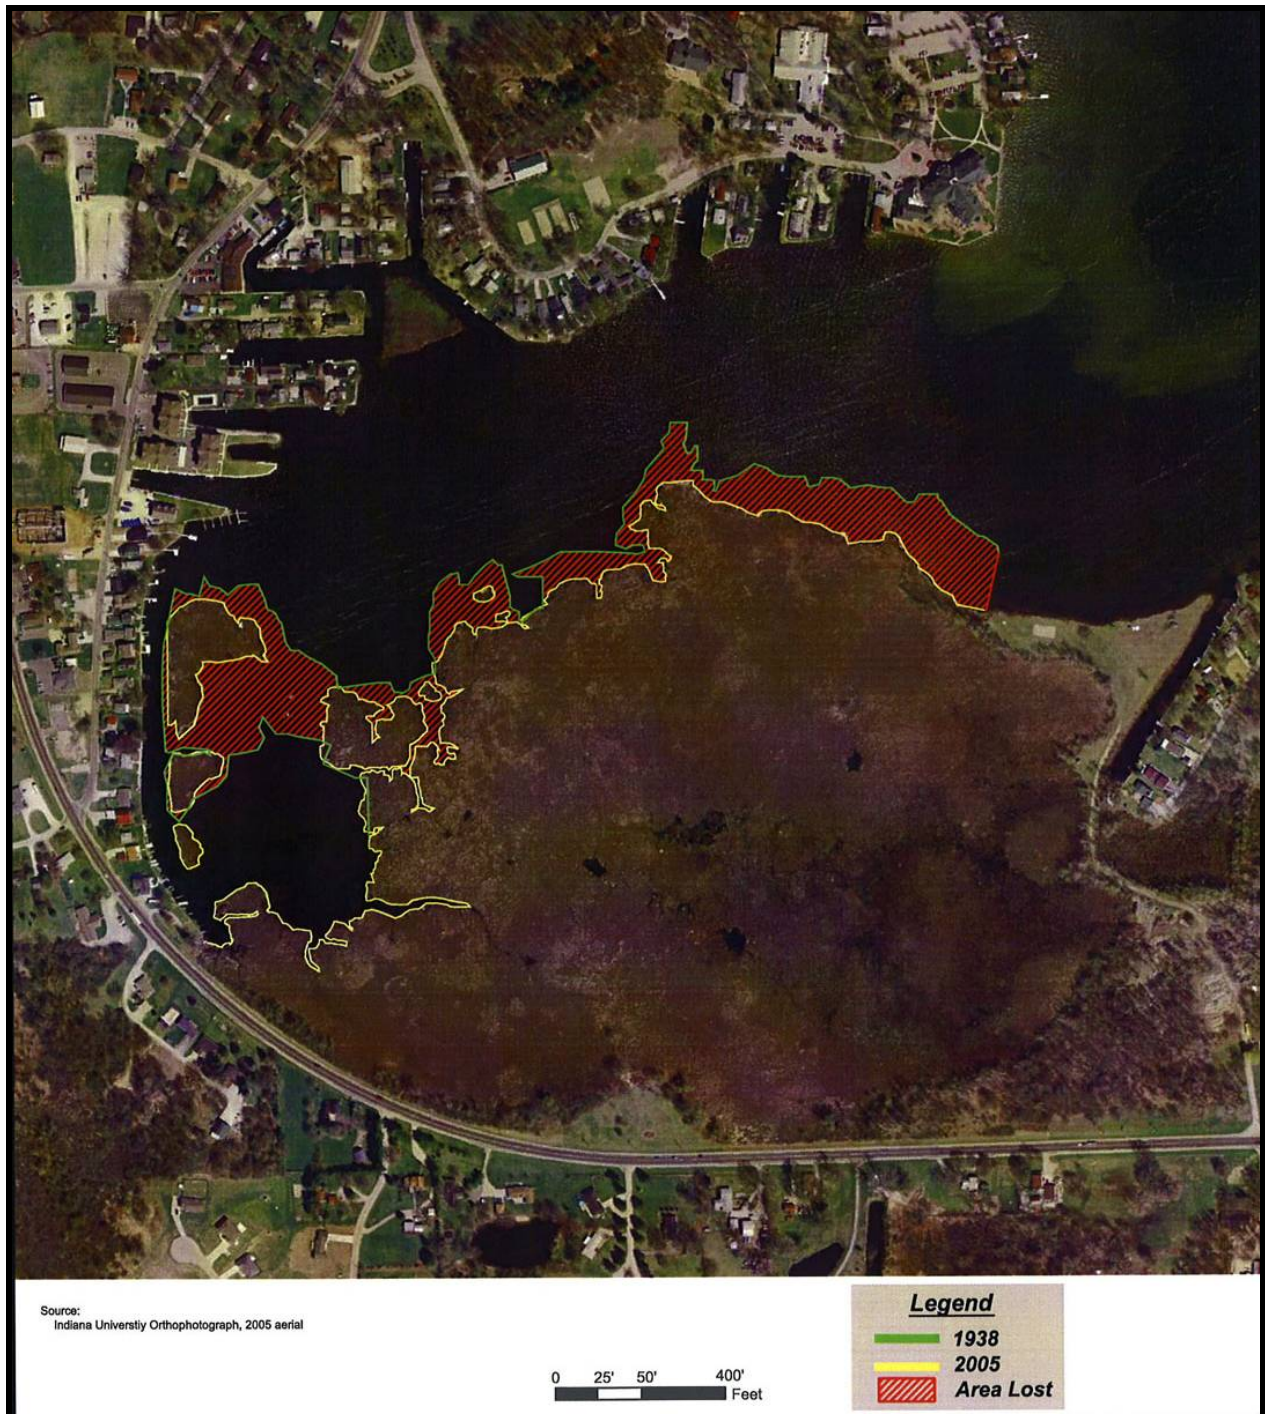 Source:
Indiana Universtiy Orthophotograph, 2005 aerial
0 25' 50' 400'
Feet
Legend
1938
2005
Area Lost